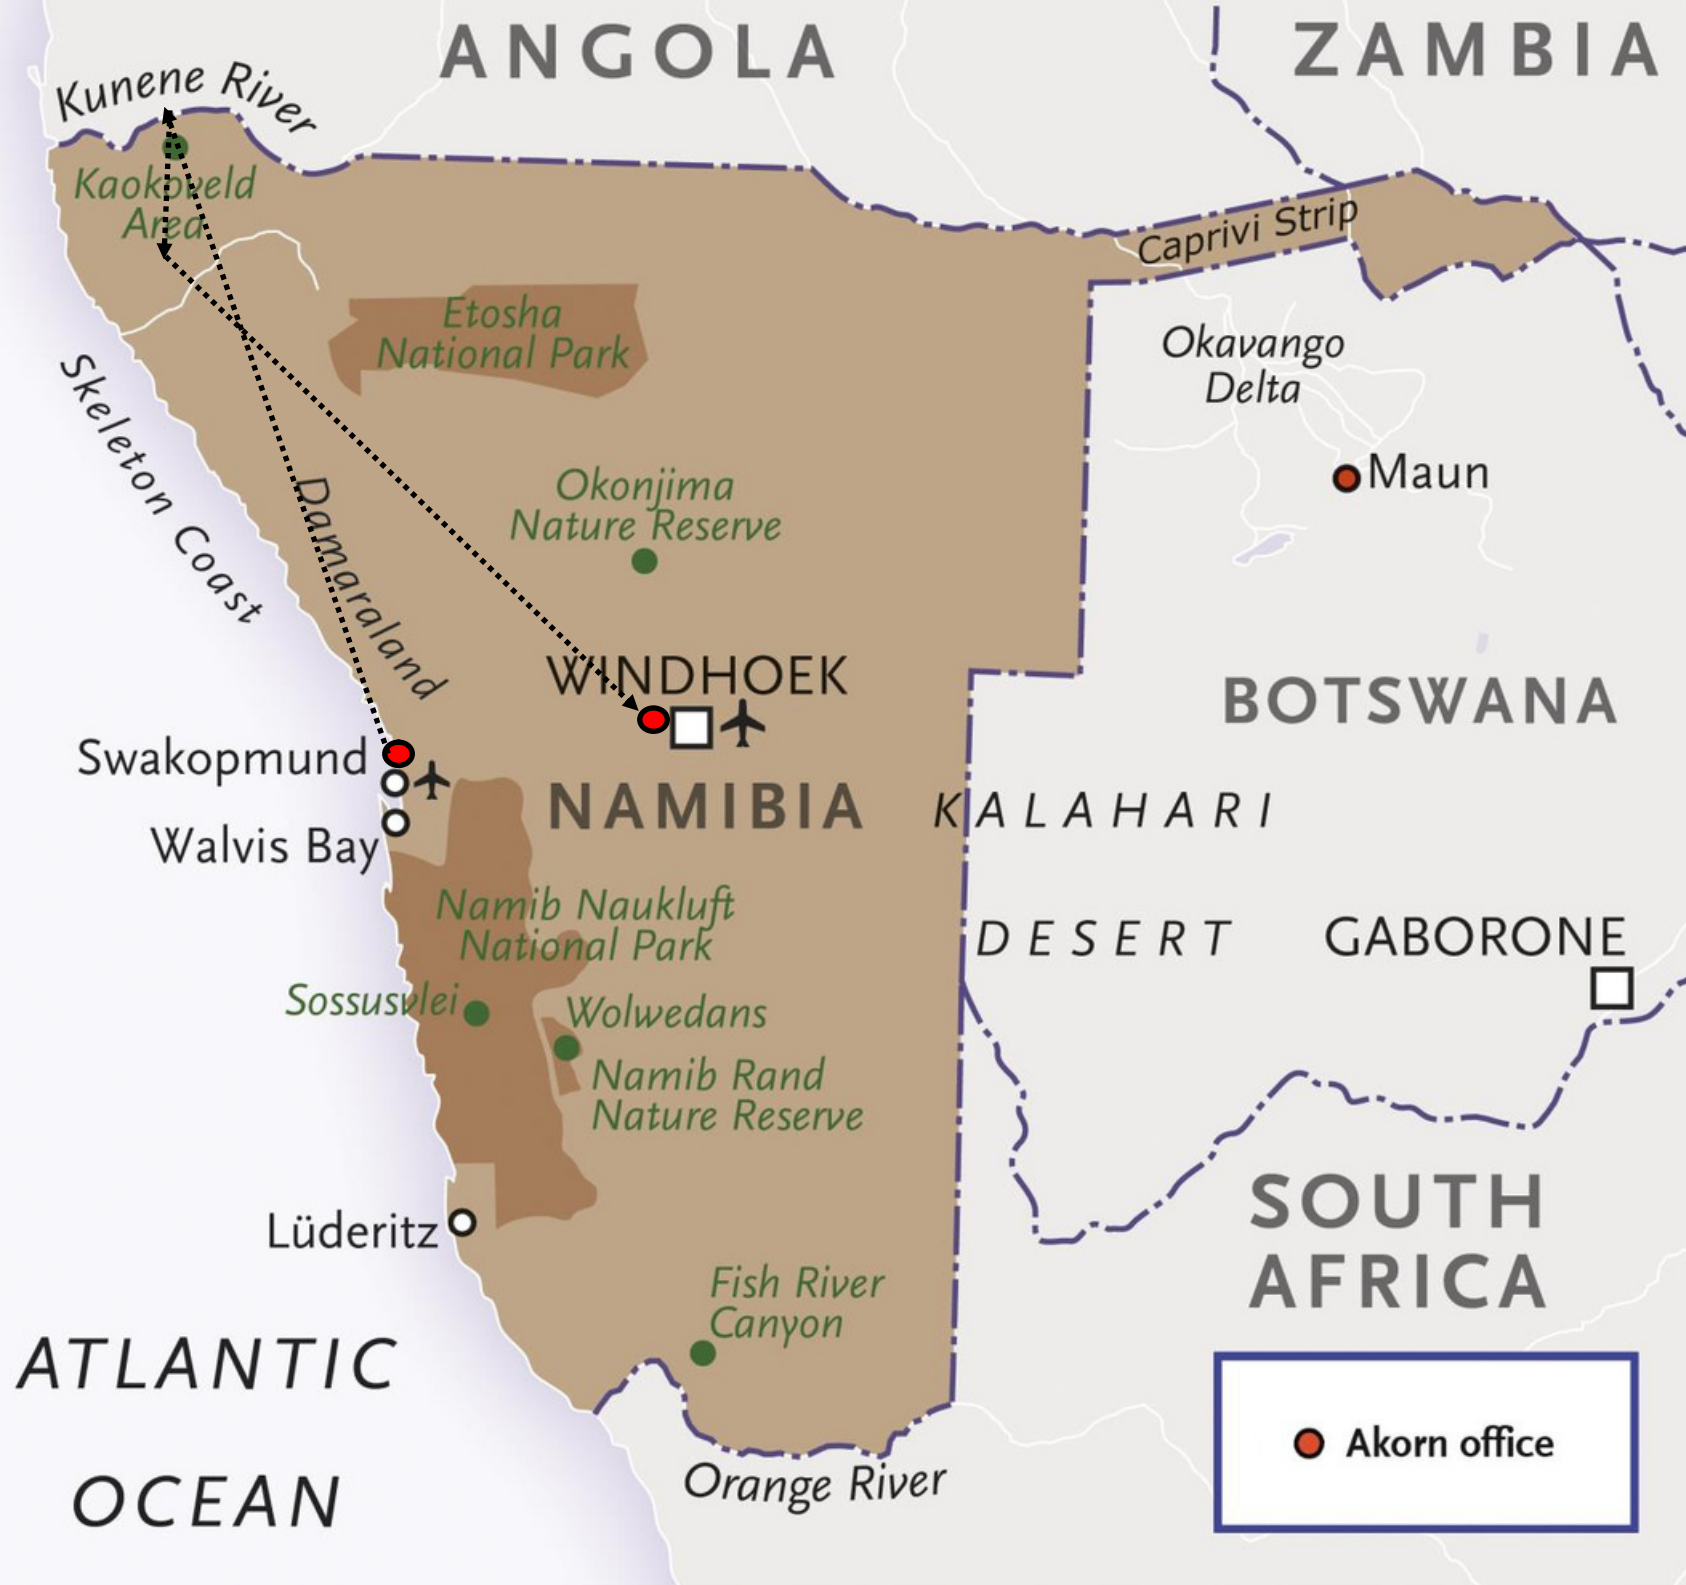 ANGOLA
ZAMBIA
Kunene River
Kaokoveld
Area
Caprivi Strip
Etosha
National Park
Okavango
Delta
Skeleton Coast
Maun
Okonjima
Nature Reserve
Damaraland
WINDHOEK
BOTSWANA
Swakopmund
NAMIBIA
KALAHARI
Walvis Bay
Namib Naukluft
National Park
DESERT
GABORONE
Sossusvlei
Wolwedans
Namib Rand
Nature Reserve
SOUTH
AFRICA
Lüderitz
Fish River
Canyon
ATLANTIC
OCEAN
Orange River
Akorn office